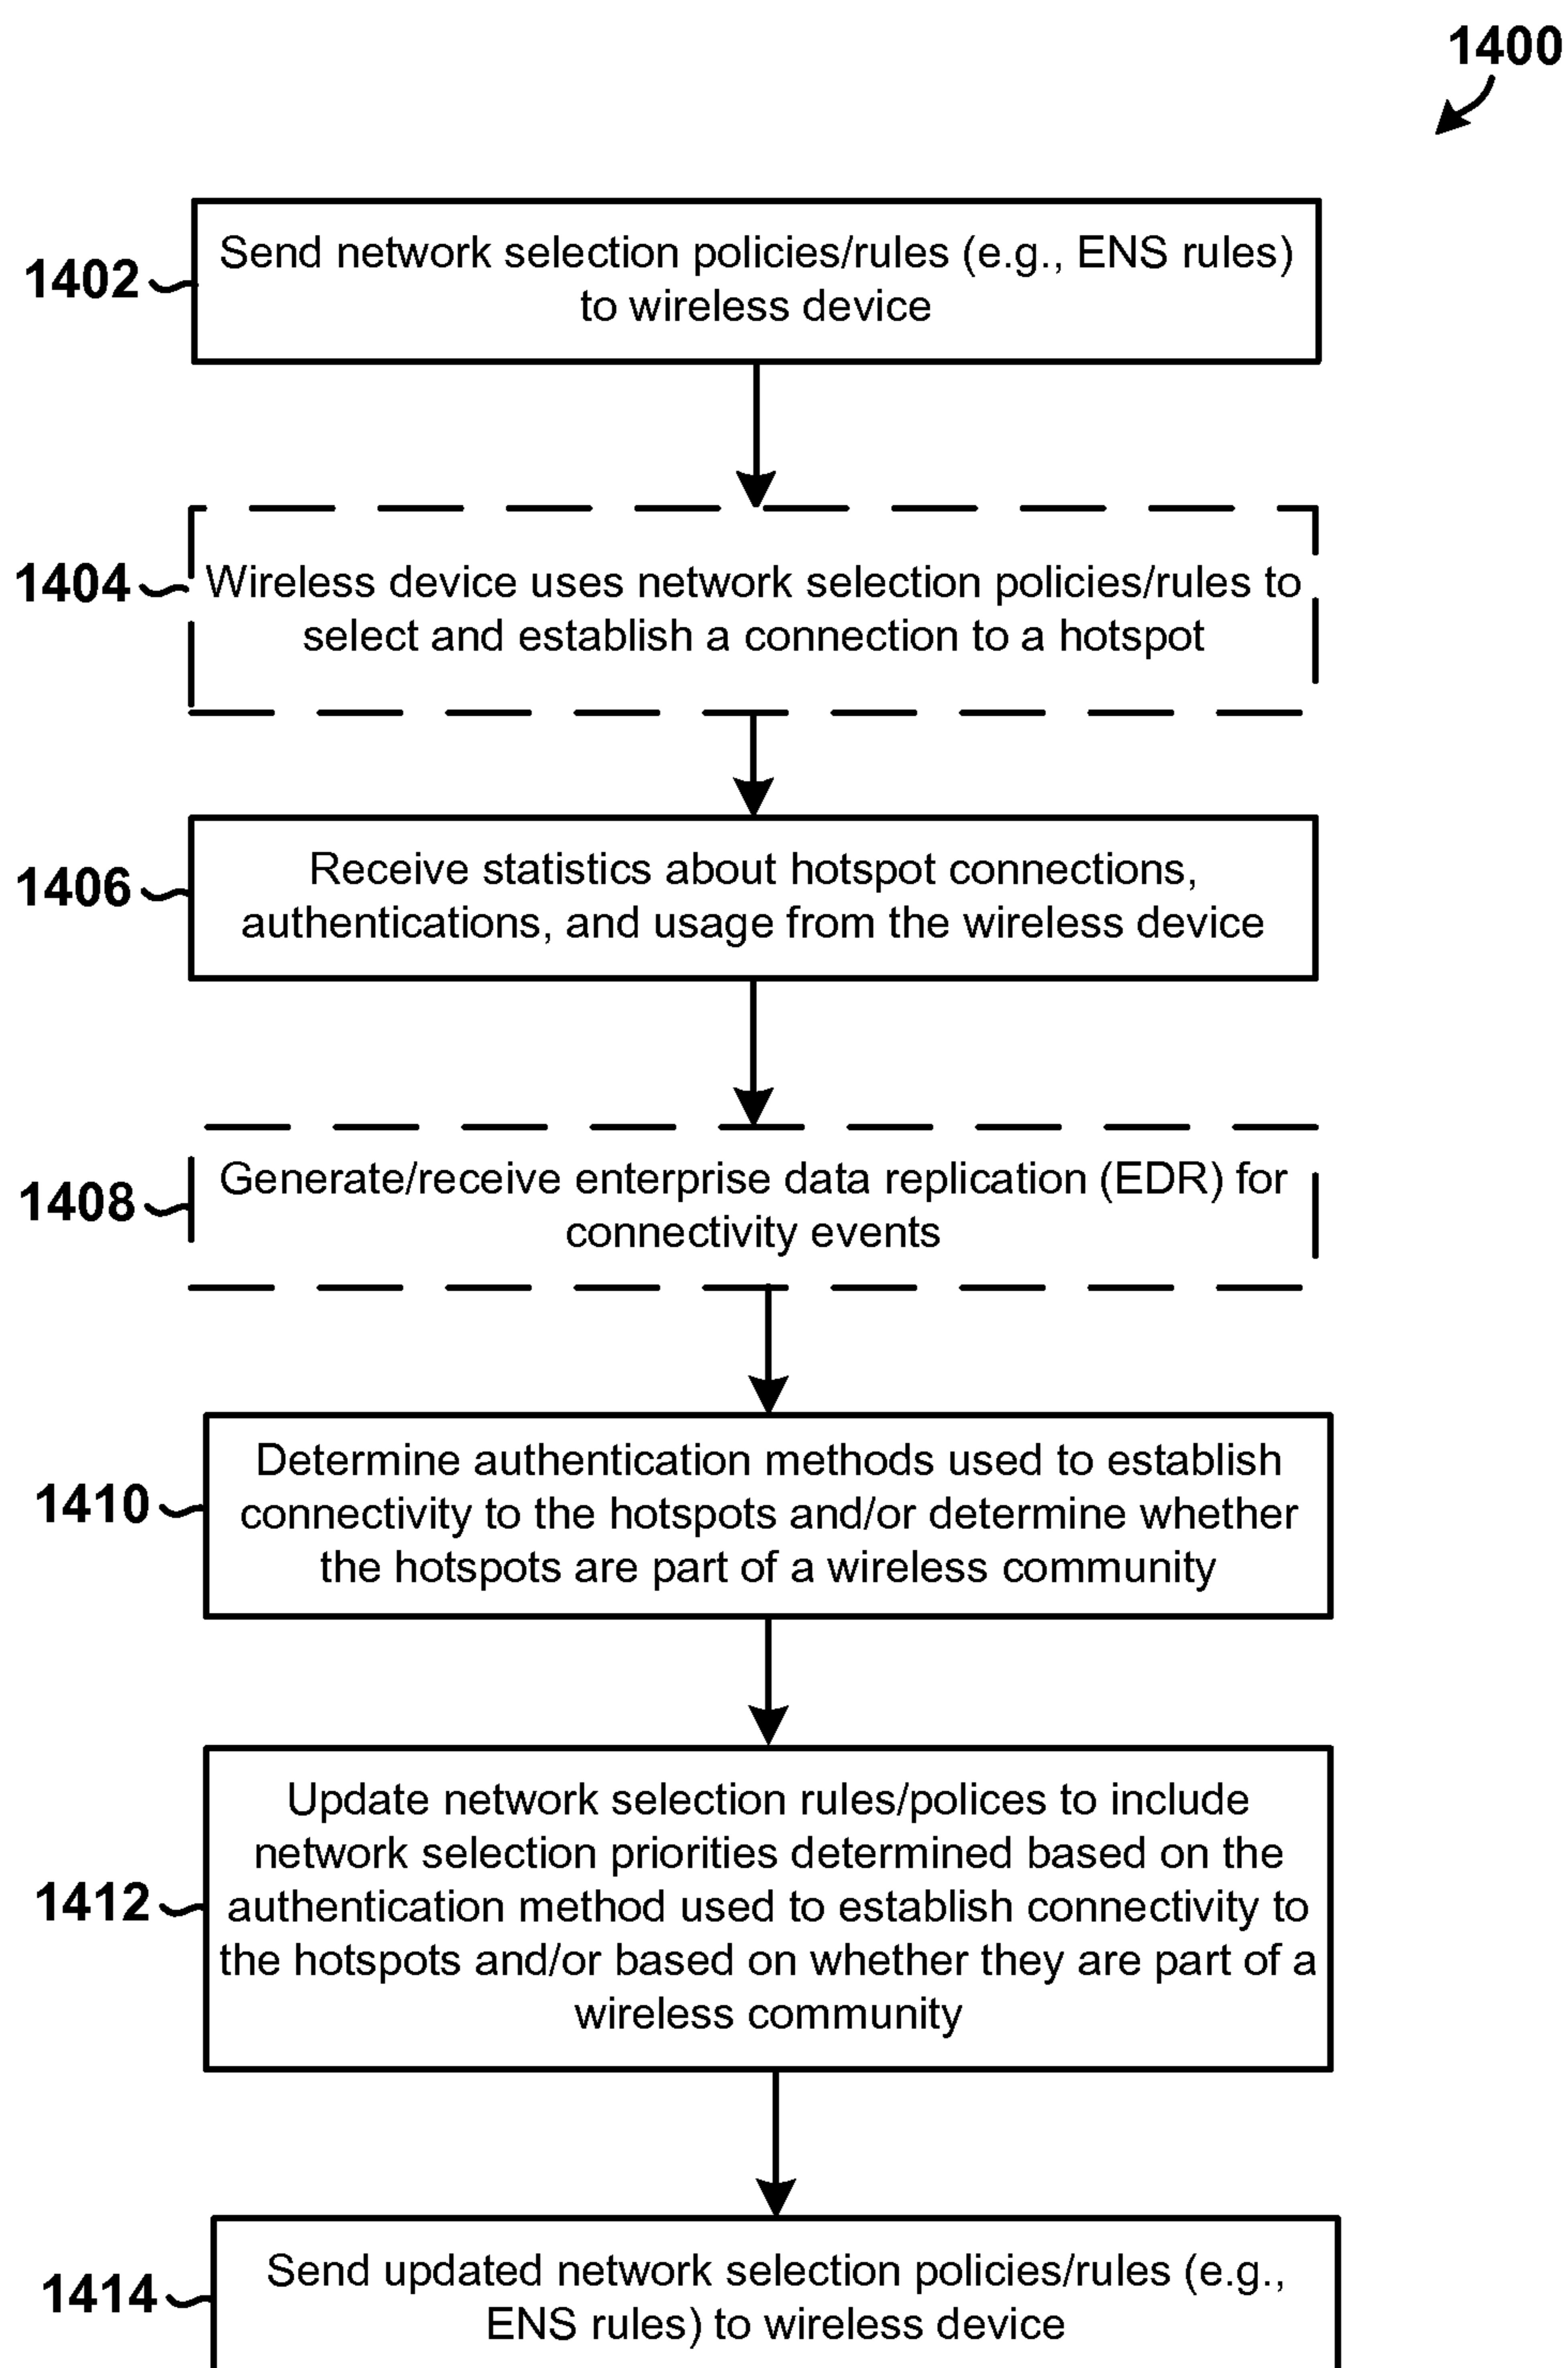 1400
1402
Send network selection policies/rules (e.g., ENS rules)
to wireless device
1404
Wireless device uses network selection policies/rules to
select and establish a connection to a hotspot
1406
Receive statistics about hotspot connections,
authentications, and usage from the wireless device
1408
Generate/receive enterprise data replication (EDR) for
connectivity events
1410
Determine authentication methods used to establish
connectivity to the hotspots and/or determine whether
the hotspots are part of a wireless community
1412
Update network selection rules/polices to include
network selection priorities determined based on the
authentication method used to establish connectivity to
the hotspots and/or based on whether they are part of a
wireless community
1414
Send updated network selection policies/rules (e.g.,
ENS rules) to wireless device